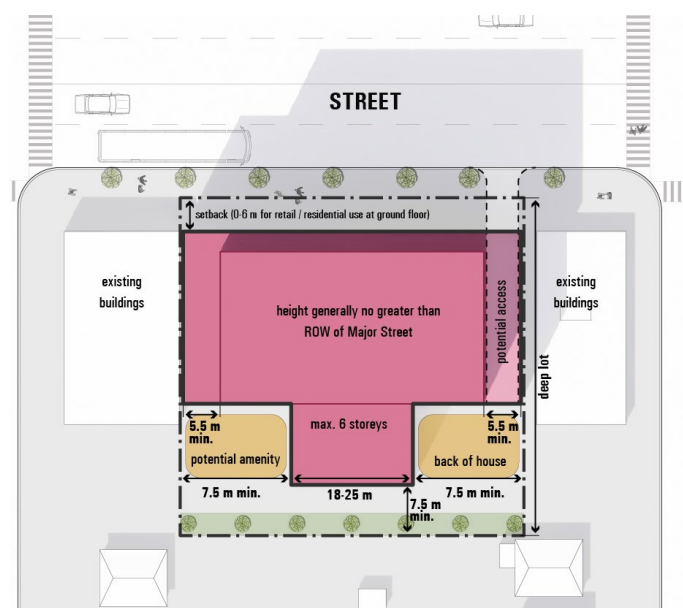 STREET
setback (0-6 m for retail / residential use at ground floor)
existing
buildings
height generally no greater than
ROW of Major Street
potential access
existing
buildings
deep lot
5.5 m
min.
max. 6 storeys
5.5 m
min.
potential amenity
back of house
7.5 m min.
18-25 m
7.5 m
min.
7.5 m min.